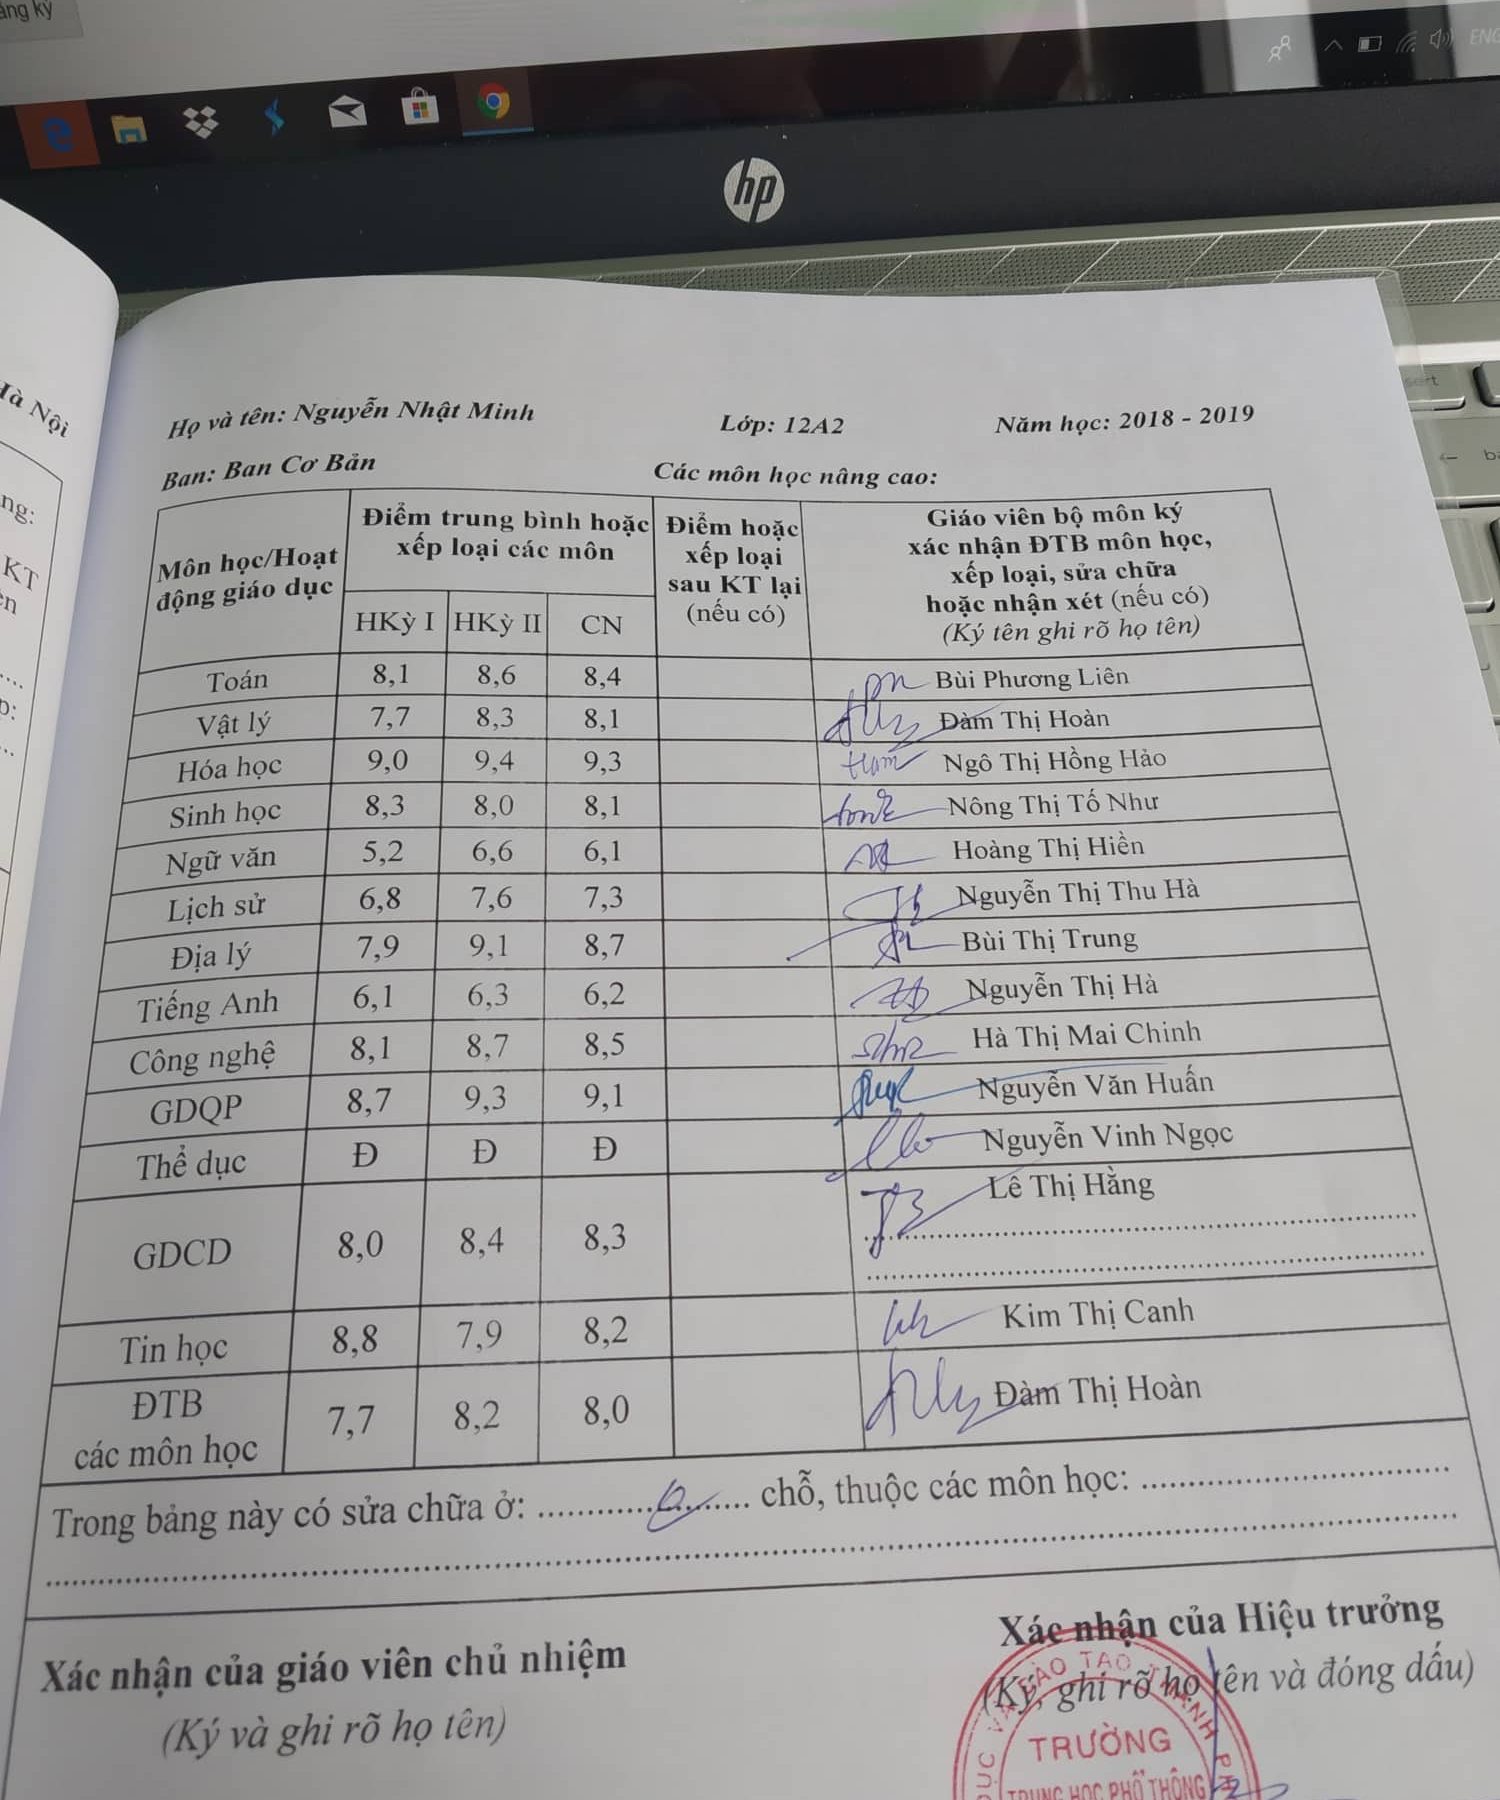 ăng ký
ENG
hp
Hà Nội
ng:
KT
ên
Họ và tên: Nguyễn Nhật Minh
Lớp: 12A2
Năm học: 2018 - 2019
Ban: Ban Cơ Bản
Các môn học nâng cao:
Môn học/Hoạt động giáo dục
Điểm trung bình hoặc xếp loại các môn
Điểm hoặc xếp loại sau KT lại (nếu có)
Giáo viên bộ môn ký
xác nhận ĐTB môn học,
xếp loại, sửa chữa
hoặc nhận xét (nếu có)
(Ký tên ghi rõ họ tên)
HKỳ I HKỳ II CN
Toán 8,1 8,6 8,4 Bùi Phương Liên
Vật lý 7,7 8,3 8,1 Đàm Thị Hoàn
Hóa học 9,0 9,4 9,3 Ngô Thị Hồng Hảo
Sinh học 8,3 8,0 8,1 Nông Thị Tố Như
Ngữ văn 5,2 6,6 6,1 Hoàng Thị Hiền
Lịch sử 6,8 7,6 7,3 Nguyễn Thị Thu Hà
Địa lý 7,9 9,1 8,7 Bùi Thị Trung
Tiếng Anh 6,1 6,3 6,2 Nguyễn Thị Hà
Công nghệ 8,1 8,7 8,5 Hà Thị Mai Chinh
GDQP 8,7 9,3 9,1 Nguyễn Văn Huấn
Thể dục Đ Đ Đ Nguyễn Vinh Ngọc
GDCD 8,0 8,4 8,3 Lê Thị Hằng
Tin học 8,8 7,9 8,2 Kim Thị Canh
ĐTB các môn học 7,7 8,2 8,0 Đàm Thị Hoàn
Trong bảng này có sửa chữa ở: ........0........ chỗ, thuộc các môn học: ........
Xác nhận của giáo viên chủ nhiệm
(Ký và ghi rõ họ tên)
Xác nhận của Hiệu trưởng
(Ký, ghi rõ họ tên và đóng dấu)
ĐÀO TẠO THÀNH PH
TRƯỜNG
TRUNG HỌC PHỔ THÔNG